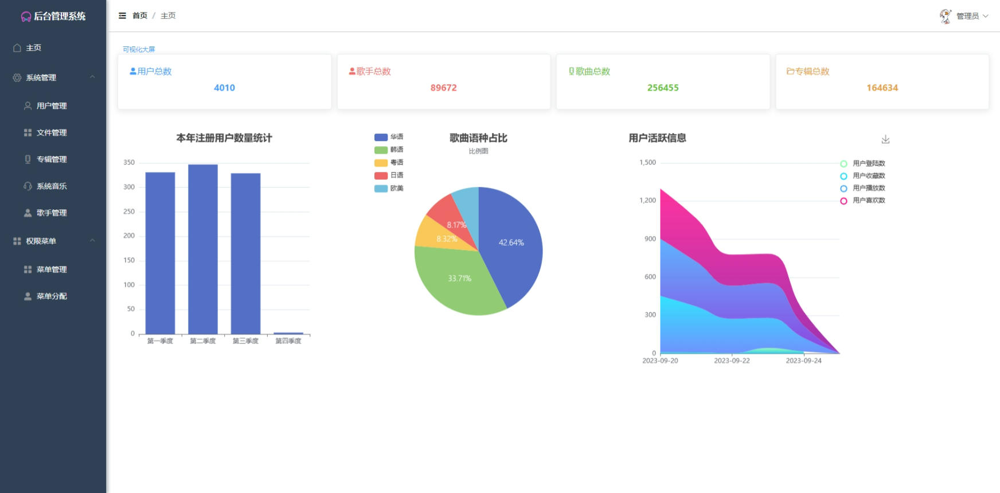 后台管理系统
首页 / 主页
管理员
主页
系统管理
用户管理
文件管理
专辑管理
系统音乐
歌手管理
权限菜单
菜单管理
菜单分配
可视化大屏
用户总数
4010
歌手总数
89672
歌曲总数
256455
专辑总数
164634
本年注册用户数量统计
350
300
250
200
150
100
50
0
第一季度 第二季度 第三季度 第四季度
华语
韩语
粤语
日语
欧美
歌曲语种占比
比例图
8.17%
8.32%
42.64%
33.71%
用户活跃信息
1,500
1,200
900
600
300
0
2023-09-20 2023-09-22 2023-09-24
用户登陆数
用户收藏数
用户播放数
用户喜欢数